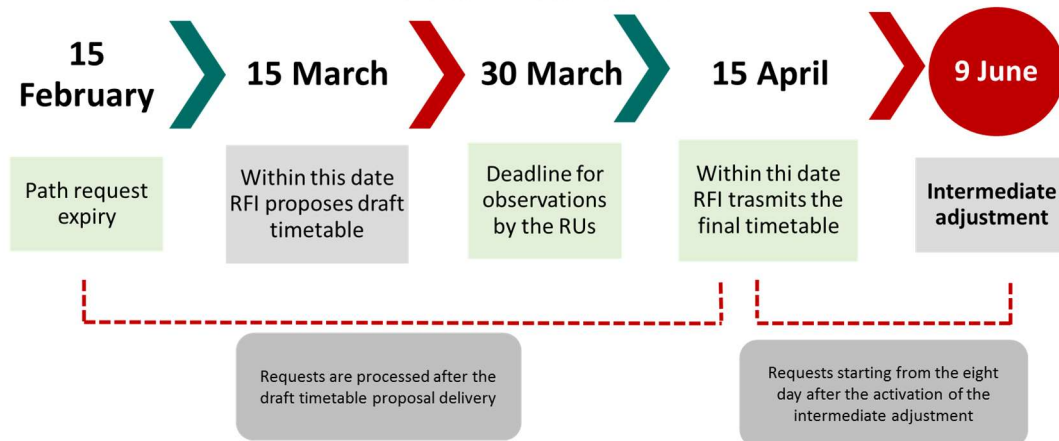 15
February
15 March
30 March
15 April
9 June
Path request
expiry
Within this date
RFI proposes draft
timetable
Deadline for
observations
by the RUs
Within thi date
RFI trasmits the
final timetable
Intermediate
adjustment
Requests are processed after the
draft timetable proposal delivery
Requests starting from the eight
day after the activation of the
intermediate adjustment